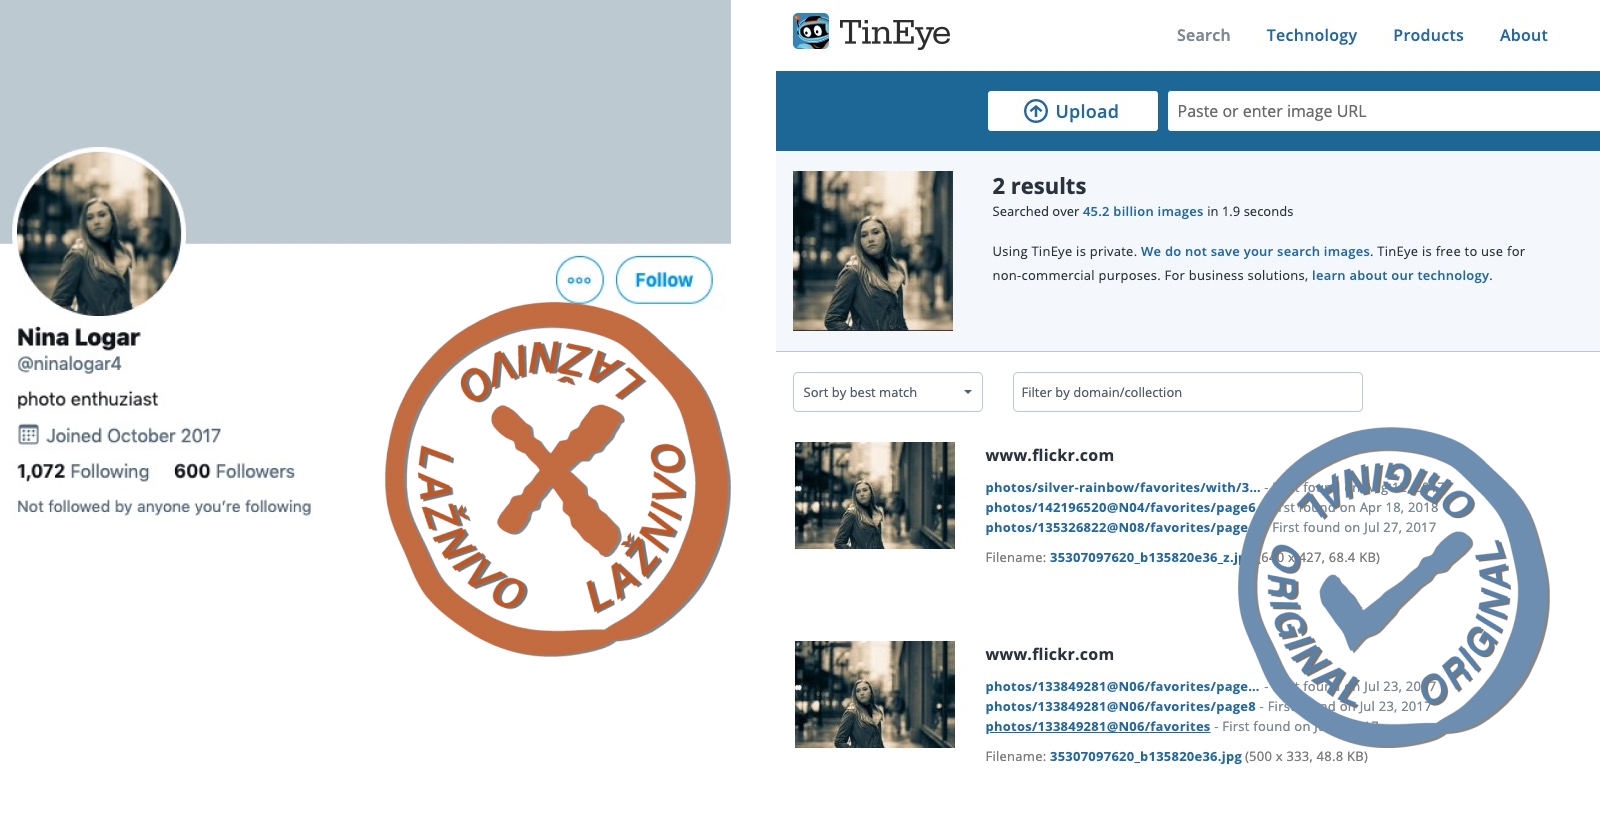 Nina Logar
@ninalogar4
photo enthuziast
Joined October 2017
1,072 Following 600 Followers
Not followed by anyone you're following
Follow
LAŽNIVO
LAŽNIVO
LAŽNIVO
TinEye
Search Technology Products About
Upload
Paste or enter image URL
2 results
Searched over 45.2 billion images in 1.9 seconds
Using TinEye is private. We do not save your search images. TinEye is free to use for
non-commercial purposes. For business solutions, learn about our technology.
Sort by best match
Filter by domain/collection
www.flickr.com
photos/silver-rainbow/favorites/with/3... -
photos/142196520@N04/favorites/page6 found on Apr 18, 2018
photos/135326822@N08/favorites/page First found on Jul 27, 2017
Filename: 35307097620_b135820e36_z.jp (640 x 427, 68.4 KB)
www.flickr.com
photos/133849281@N06/favorites/page... - found on Jul 23, 2017
photos/133849281@N06/favorites/page8 - First found on Jul 23, 2017
photos/133849281@N06/favorites - First found on
Filename: 35307097620_b135820e36.jpg (500 x 333, 48.8 KB)
ORIGINAL
ORIGINAL
ORIGINAL